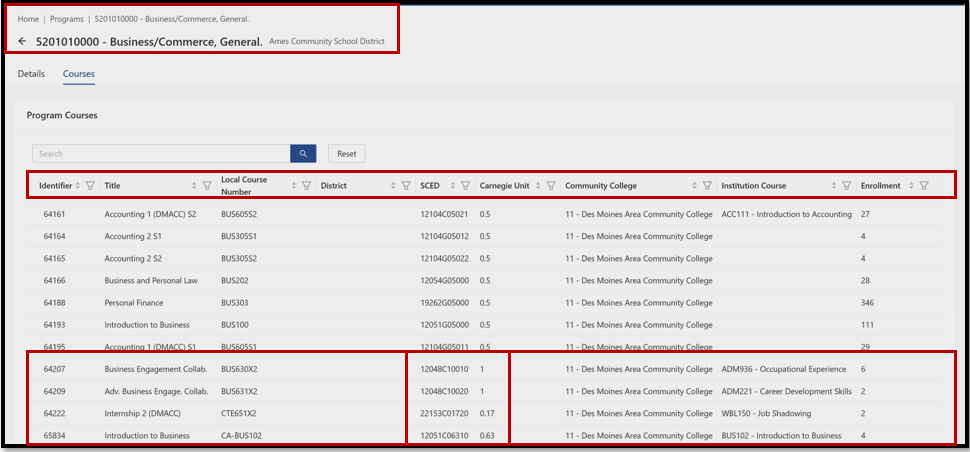 Home | Programs | 5201010000 - Business/Commerce, General.
← 5201010000 - Business/Commerce, General. Ames Community School District
Details Courses
Program Courses
Search Reset
Identifier Title Local Course Number District SCED Carnegie Unit Community College Institution Course Enrollment
64161 Accounting 1 (DMACC) S2 BUS605S2 12104C05021 0.5 11 - Des Moines Area Community College ACC111 - Introduction to Accounting 27
64164 Accounting 2 S1 BUS305S1 12104G05012 0.5 11 - Des Moines Area Community College 4
64165 Accounting 2 S2 BUS305S2 12104G05022 0.5 11 - Des Moines Area Community College 4
64166 Business and Personal Law BUS202 12054G05000 0.5 11 - Des Moines Area Community College 28
64188 Personal Finance BUS303 19262G05000 0.5 11 - Des Moines Area Community College 346
64193 Introduction to Business BUS100 12051G05000 0.5 11 - Des Moines Area Community College 111
64195 Accounting 1 (DMACC) S1 BUS605S1 12104G05011 0.5 11 - Des Moines Area Community College 29
64207 Business Engagement Collab. BUS630X2 12048C10010 1 11 - Des Moines Area Community College ADM936 - Occupational Experience 6
64209 Adv. Business Engage. Collab. BUS631X2 12048C10020 1 11 - Des Moines Area Community College ADM221 - Career Development Skills 2
64222 Internship 2 (DMACC) CTE651X2 22153C01720 0.17 11 - Des Moines Area Community College WBL150 - Job Shadowing 2
65834 Introduction to Business CA-BUS102 12051C06310 0.63 11 - Des Moines Area Community College BUS102 - Introduction to Business 4